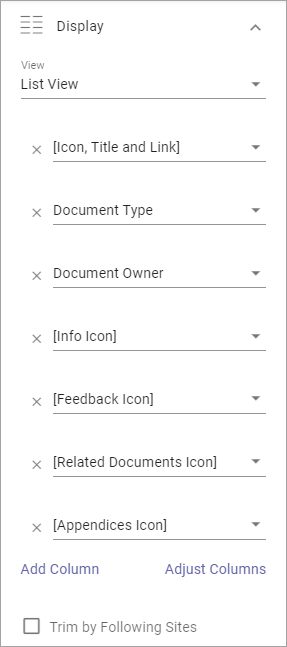 Display
View
List View
[Icon, Title and Link]
Document Type
Document Owner
[Info Icon]
[Feedback Icon]
[Related Documents Icon]
[Appendices Icon]
Add Column Adjust Columns
Trim by Following Sites